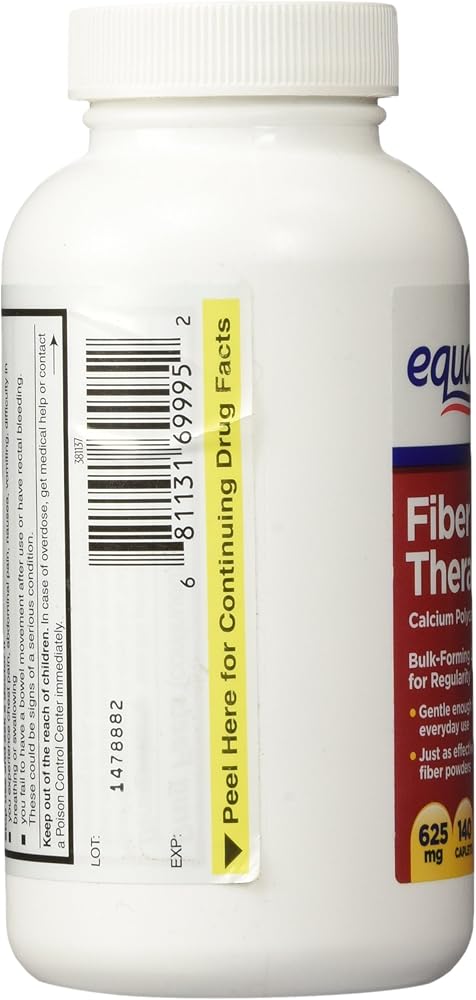 you experience chest pain, abdominal pain, nausea, vomiting, difficulty in
breathing or swallowing
■ you fail to have a bowel movement after use or have rectal bleeding.
These could be signs of a serious condition.
Keep out of the reach of children. In case of overdose, get medical help or contact
a Poison Control Center immediately.
LOT: 1478882
EXP:
381137
6 81131 69995 2
Peel Here for Continuing Drug Facts
equa
Fiber
Thera
Calcium Polyc
Bulk-Forming
for Regularity
• Gentle enough
everyday use
• Just as effectiv
fiber powders
625
mg
140
CAPLET